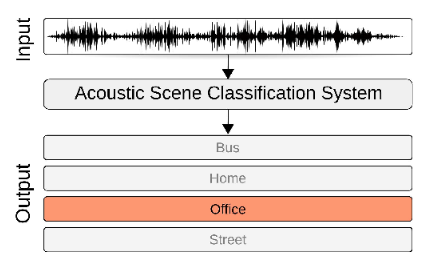 Input
Acoustic Scene Classification System
Output
Bus
Home
Office
Street